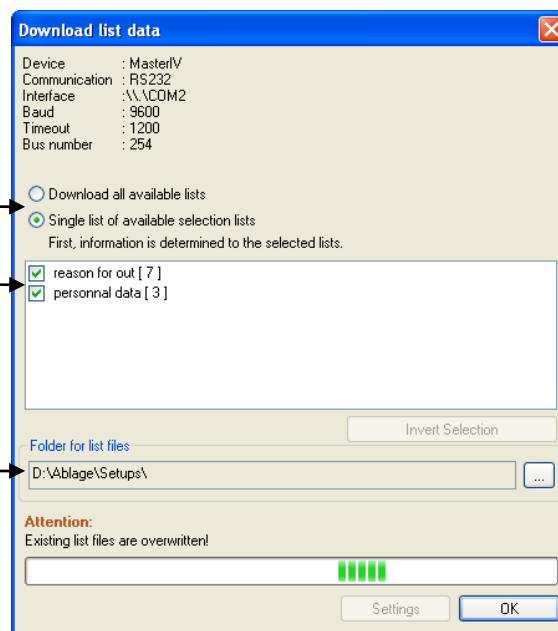 Download list data
Device : MasterIV
Communication : RS232
Interface :\\.\COM2
Baud : 9600
Timeout : 1200
Bus number : 254
Download all available lists
Single list of available selection lists
First, information is determined to the selected lists.
reason for out [ 7 ]
personnal data [ 3 ]
Invert Selection
Folder for list files
D:\Ablage\Setups\
...
Attention:
Existing list files are overwritten!
Settings OK